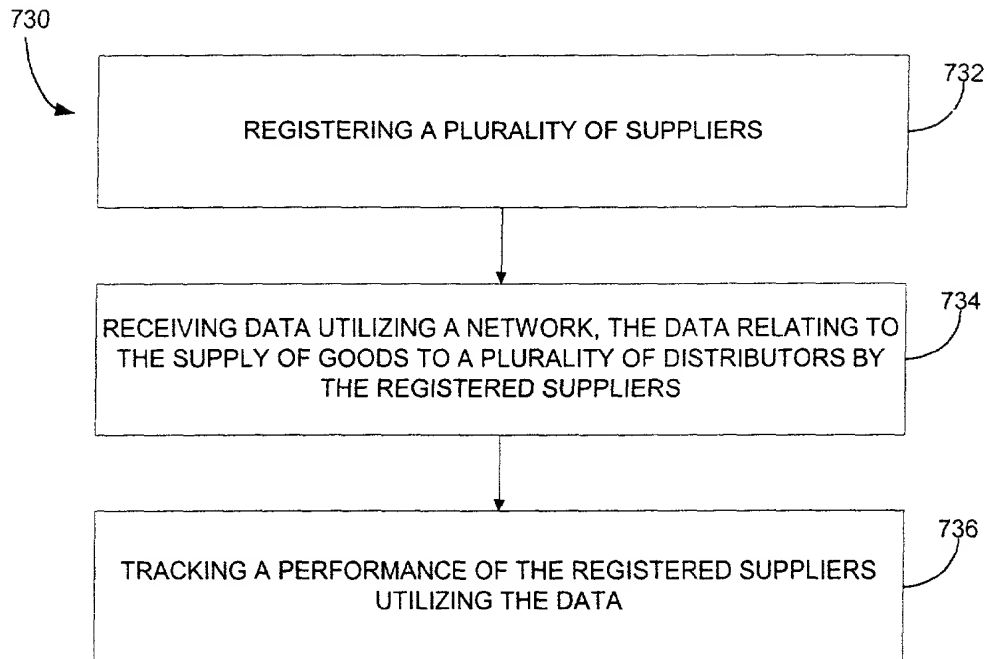 730
732
REGISTERING A PLURALITY OF SUPPLIERS
734
RECEIVING DATA UTILIZING A NETWORK, THE DATA RELATING TO
THE SUPPLY OF GOODS TO A PLURALITY OF DISTRIBUTORS BY
THE REGISTERED SUPPLIERS
736
TRACKING A PERFORMANCE OF THE REGISTERED SUPPLIERS
UTILIZING THE DATA